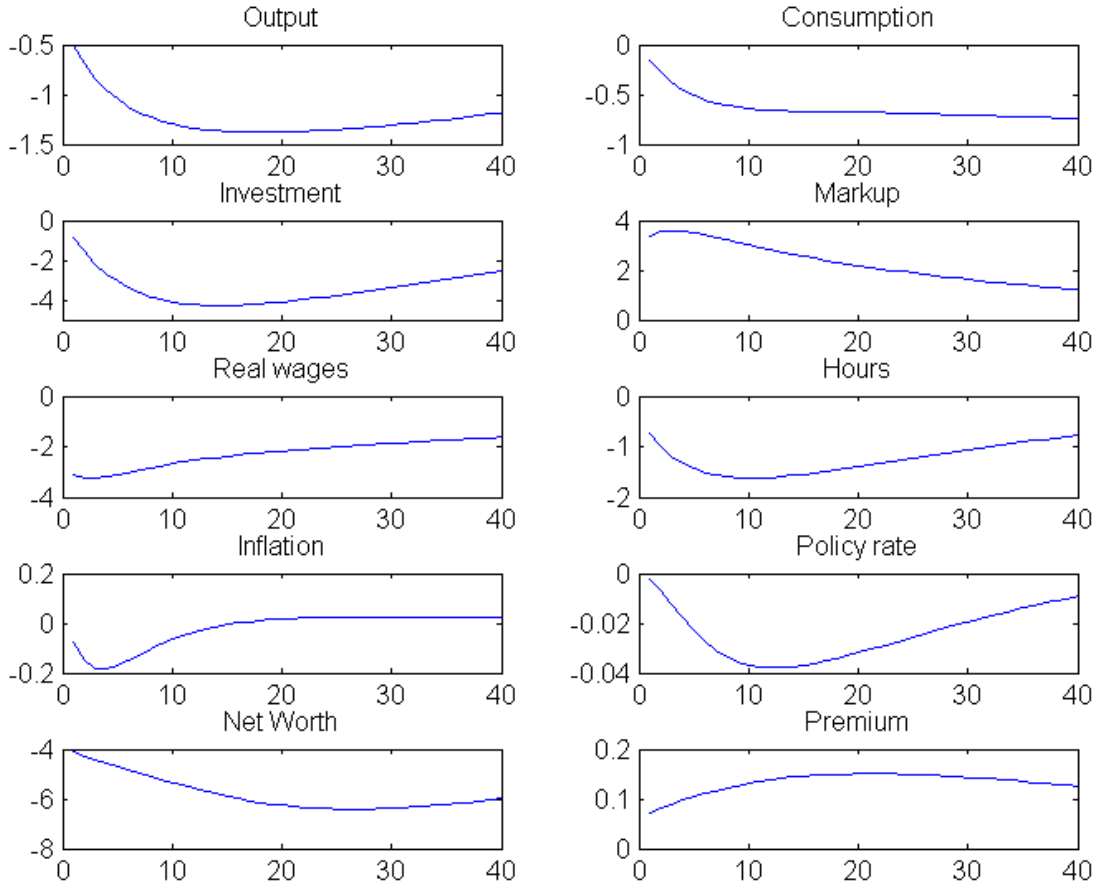 Output
Consumption
-0.5
-1
-1.5
0 10 20 30 40
0
-0.5
-1
0 10 20 30 40
Investment
Markup
0
-2
-4
0 10 20 30 40
4
2
0
0 10 20 30 40
Real wages
Hours
0
-2
-4
0 10 20 30 40
0
-1
-2
0 10 20 30 40
Inflation
Policy rate
0.2
0
-0.2
0 10 20 30 40
0
-0.02
-0.04
0 10 20 30 40
Net Worth
Premium
-4
-6
-8
0 10 20 30 40
0.2
0.1
0
0 10 20 30 40